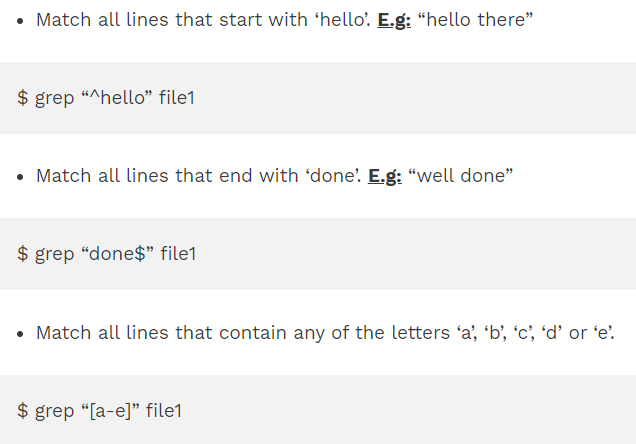 • Match all lines that start with ‘hello’. E.g: “hello there”
$ grep “^hello” file1
• Match all lines that end with ‘done’. E.g: “well done”
$ grep “done$” file1
• Match all lines that contain any of the letters ‘a’, ‘b’, ‘c’, ‘d’ or ‘e’.
$ grep “[a-e]” file1